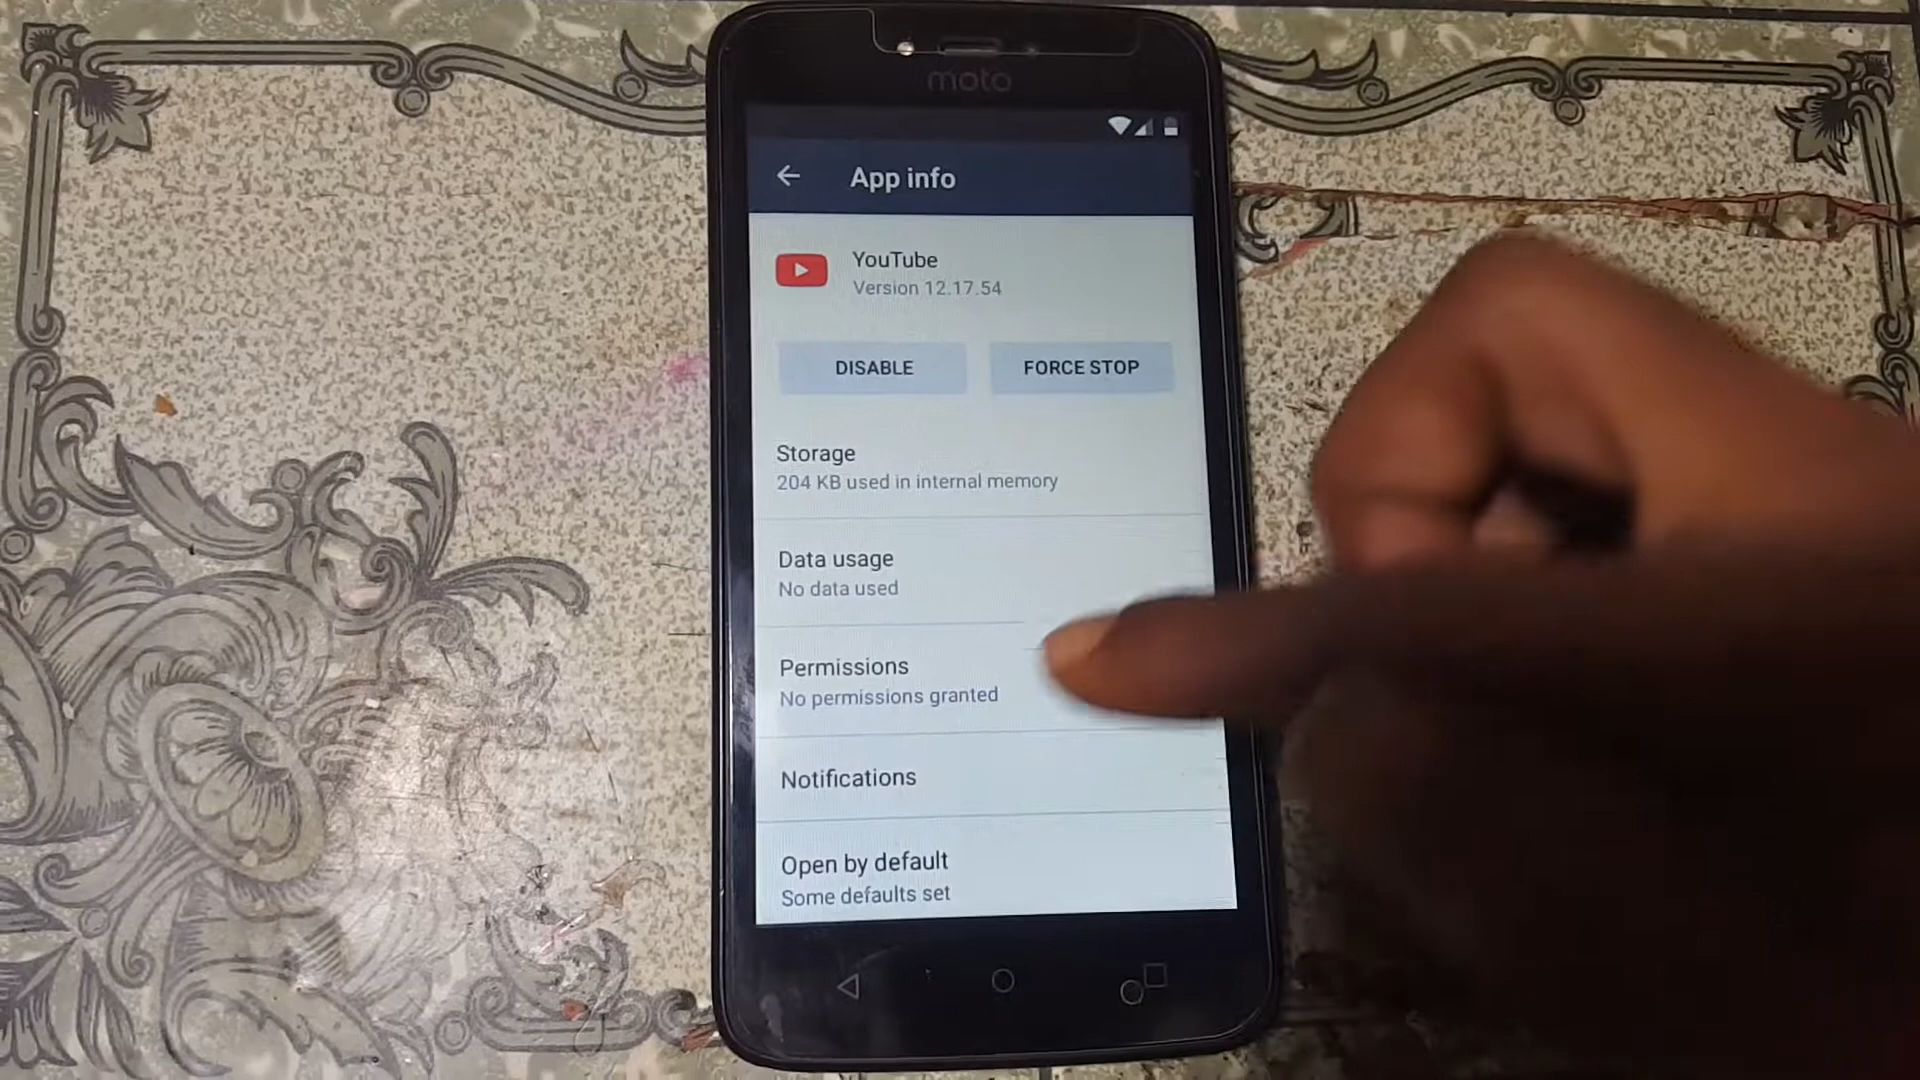 moto
App info
YouTube
Version 12.17.54
DISABLE
FORCE STOP
Storage
204 KB used in internal memory
Data usage
No data used
Permissions
No permissions granted
Notifications
Open by default
Some defaults set